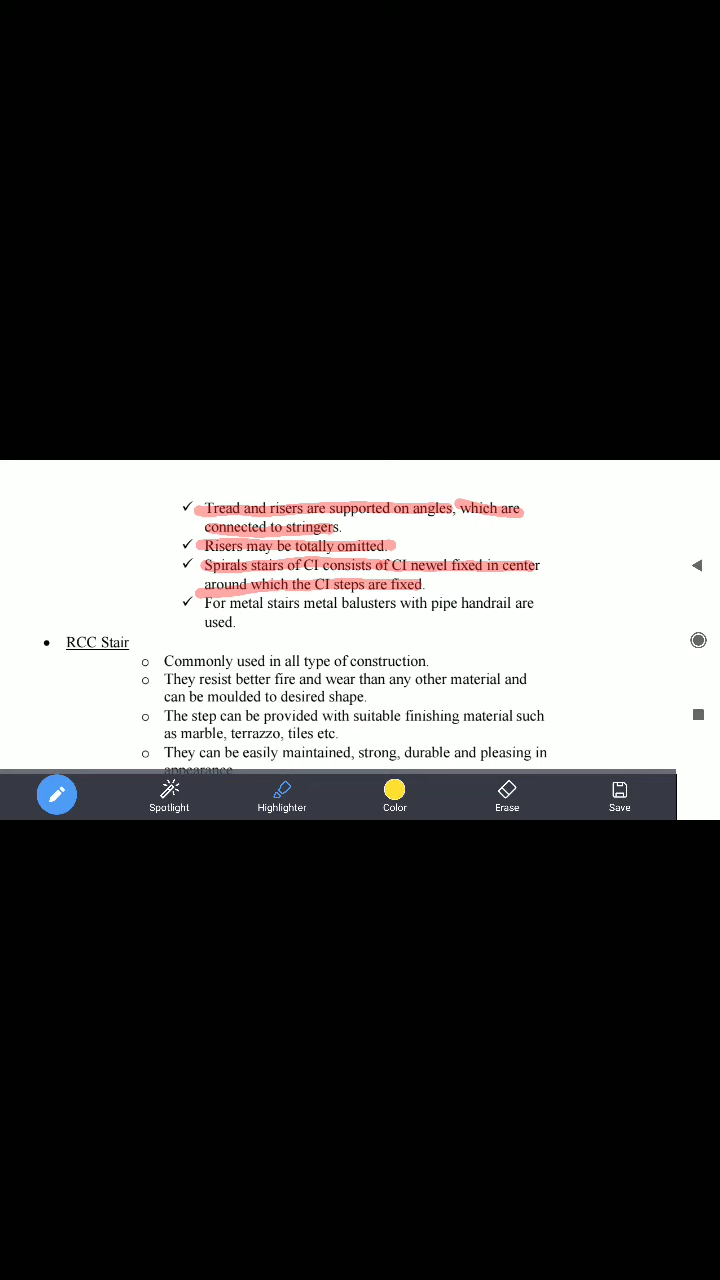 ✓ Tread and risers are supported on angles, which are
connected to stringers.
✓ Risers may be totally omitted.
✓ Spirals stairs of CI consists of CI newel fixed in center
around which the CI steps are fixed.
✓ For metal stairs metal balusters with pipe handrail are
used.
• RCC Stair
o Commonly used in all type of construction.
o They resist better fire and wear than any other material and
can be moulded to desired shape.
o The step can be provided with suitable finishing material such
as marble, terrazzo, tiles etc.
o They can be easily maintained, strong, durable and pleasing in
appearance
Spotlight Highlighter Color Erase Save